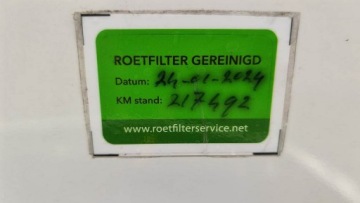 ROETFILTER GEREINIGD
Datum: 24-01-2024
KM stand: 217492
www.roetfilterservice.net